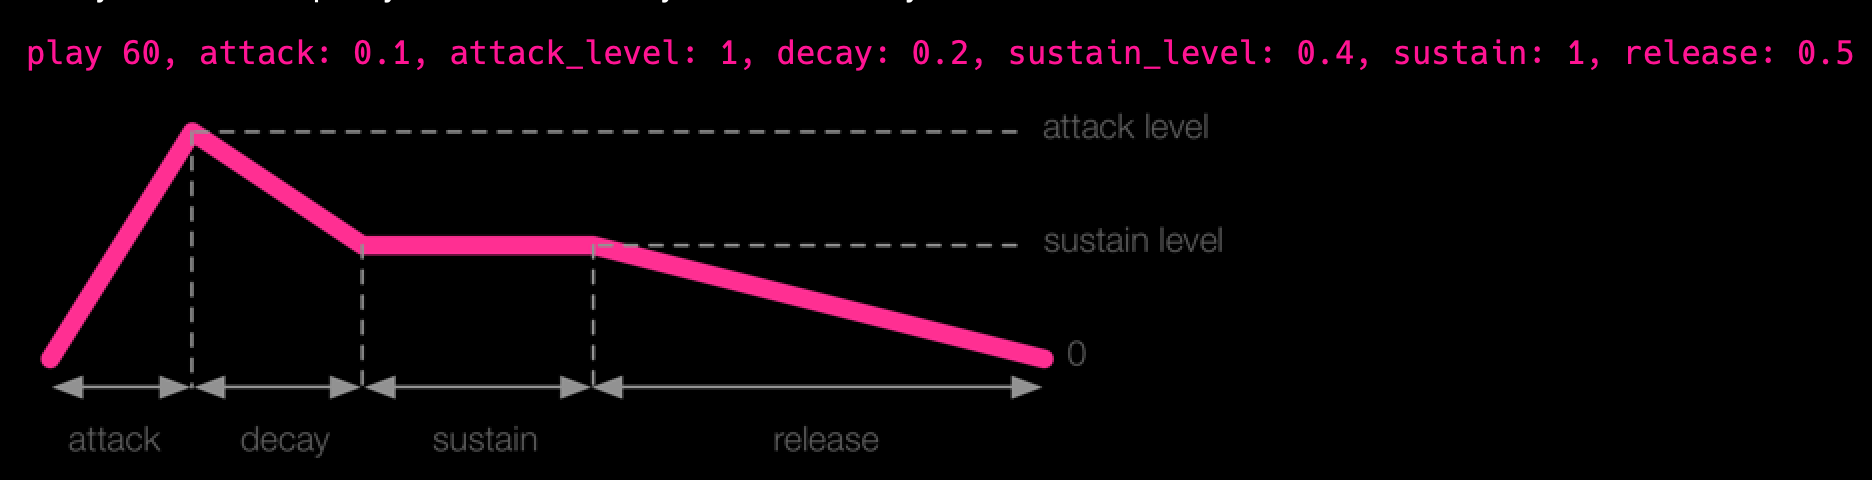 play 60, attack: 0.1, attack_level: 1, decay: 0.2, sustain_level: 0.4, sustain: 1, release: 0.5
attack level
sustain level
0
attack decay sustain release